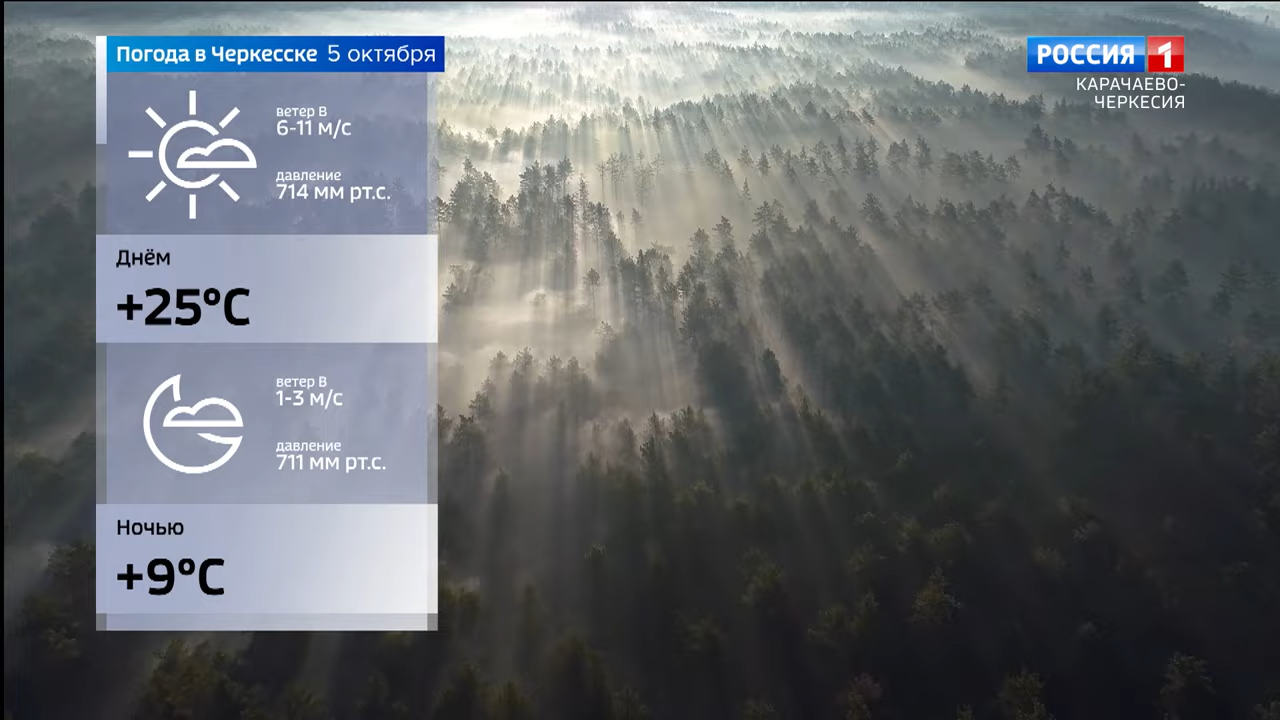 Погода в Черкесске 5 октября
РОССИЯ 1
КАРАЧАЕВО-
ЧЕРКЕСИЯ
ветер В
6-11 м/с
давление
714 мм рт.с.
Днём
+25°C
ветер В
1-3 м/с
давление
711 мм рт.с.
Ночью
+9°C